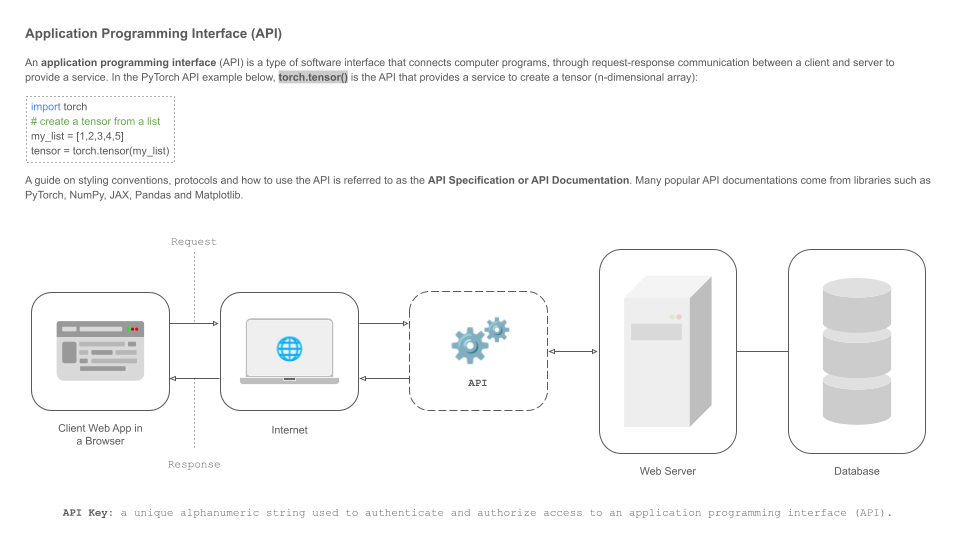 Application Programming Interface (API)
An application programming interface (API) is a type of software interface that connects computer programs, through request-response communication between a client and server to
provide a service. In the PyTorch API example below, torch.tensor() is the API that provides a service to create a tensor (n-dimensional array):
import torch
# create a tensor from a list
my_list = [1,2,3,4,5]
tensor = torch.tensor(my_list)
A guide on styling conventions, protocols and how to use the API is referred to as the API Specification or API Documentation. Many popular API documentations come from libraries such as
PyTorch, NumPy, JAX, Pandas and Matplotlib.
Request
API
Client Web App in
a Browser
Internet
Response
Web Server
Database
API Key: a unique alphanumeric string used to authenticate and authorize access to an application programming interface (API).